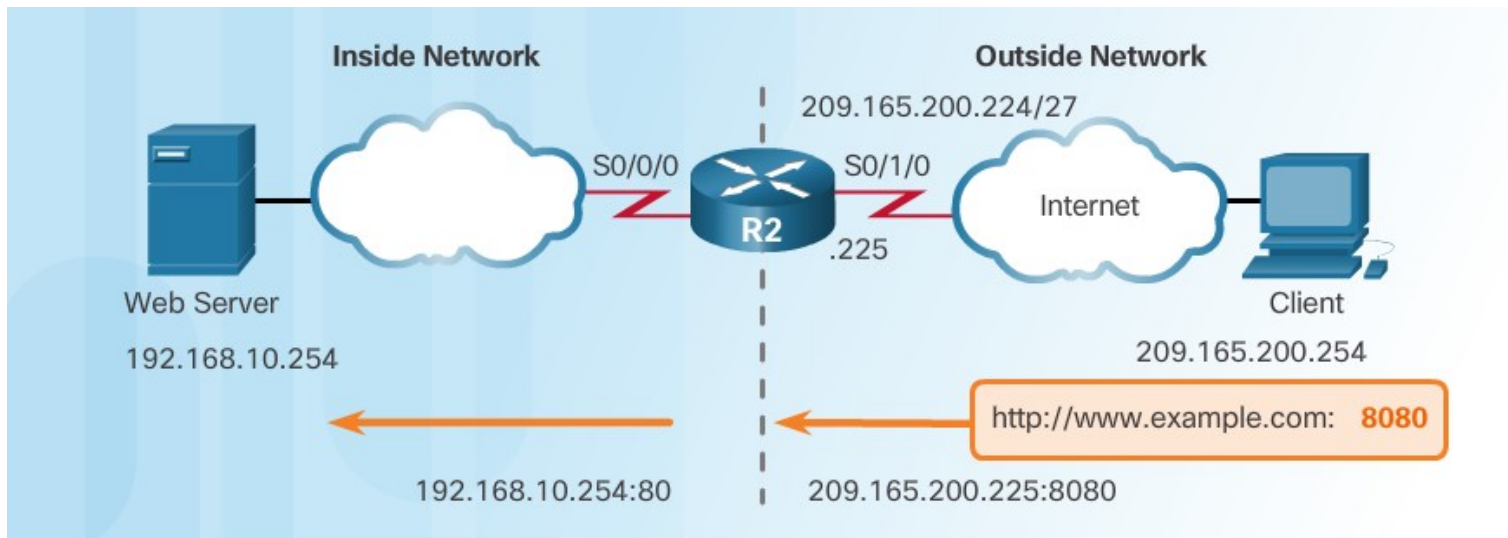 Inside Network
Outside Network
209.165.200.224/27
S0/0/0
S0/1/0
Internet
R2
.225
Web Server
Client
192.168.10.254
209.165.200.254
http://www.example.com: 8080
192.168.10.254:80
209.165.200.225:8080